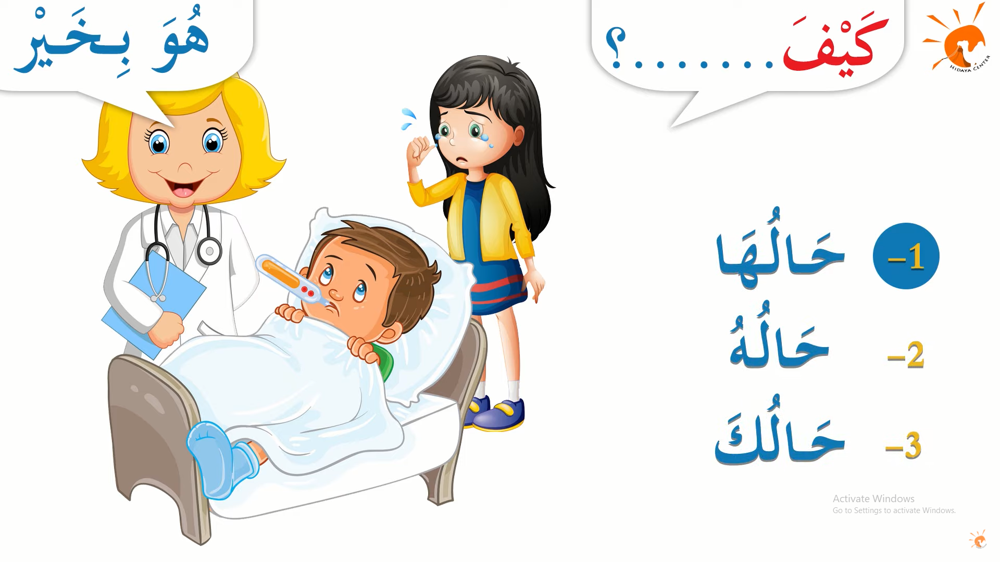 كَيْفَ ........؟
هُوَ بِخَيْرْ
HIDAYA CENTER
1– حَالُهَا
2– حَالُهُ
3– حَالُكَ
Activate Windows
Go to Settings to activate Windows.